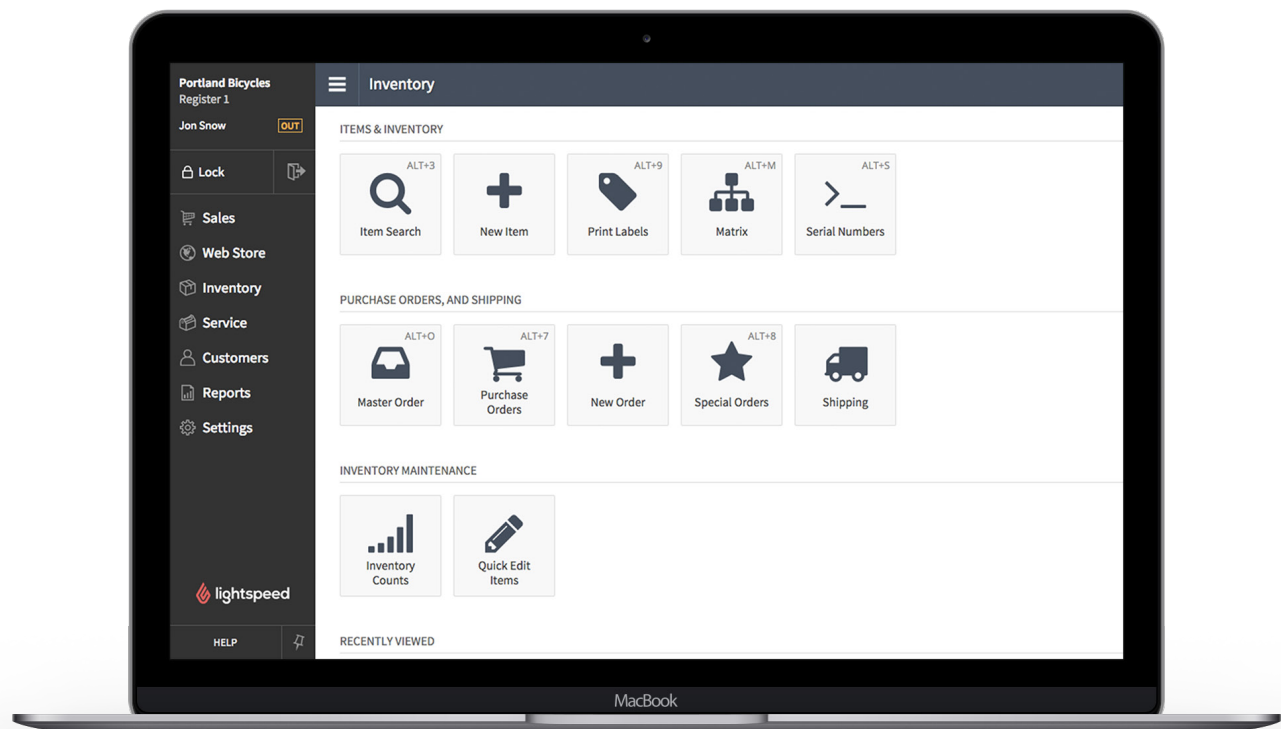 Portland Bicycles
Register 1
Jon Snow OUT
Lock
Sales
Web Store
Inventory
Service
Customers
Reports
Settings
lightspeed
HELP
Inventory
ITEMS & INVENTORY
ALT+3
Item Search
New Item
ALT+9
Print Labels
ALT+M
Matrix
ALT+S
Serial Numbers
PURCHASE ORDERS, AND SHIPPING
ALT+O
Master Order
ALT+7
Purchase
Orders
New Order
ALT+8
Special Orders
Shipping
INVENTORY MAINTENANCE
Inventory
Counts
Quick Edit
Items
RECENTLY VIEWED
MacBook